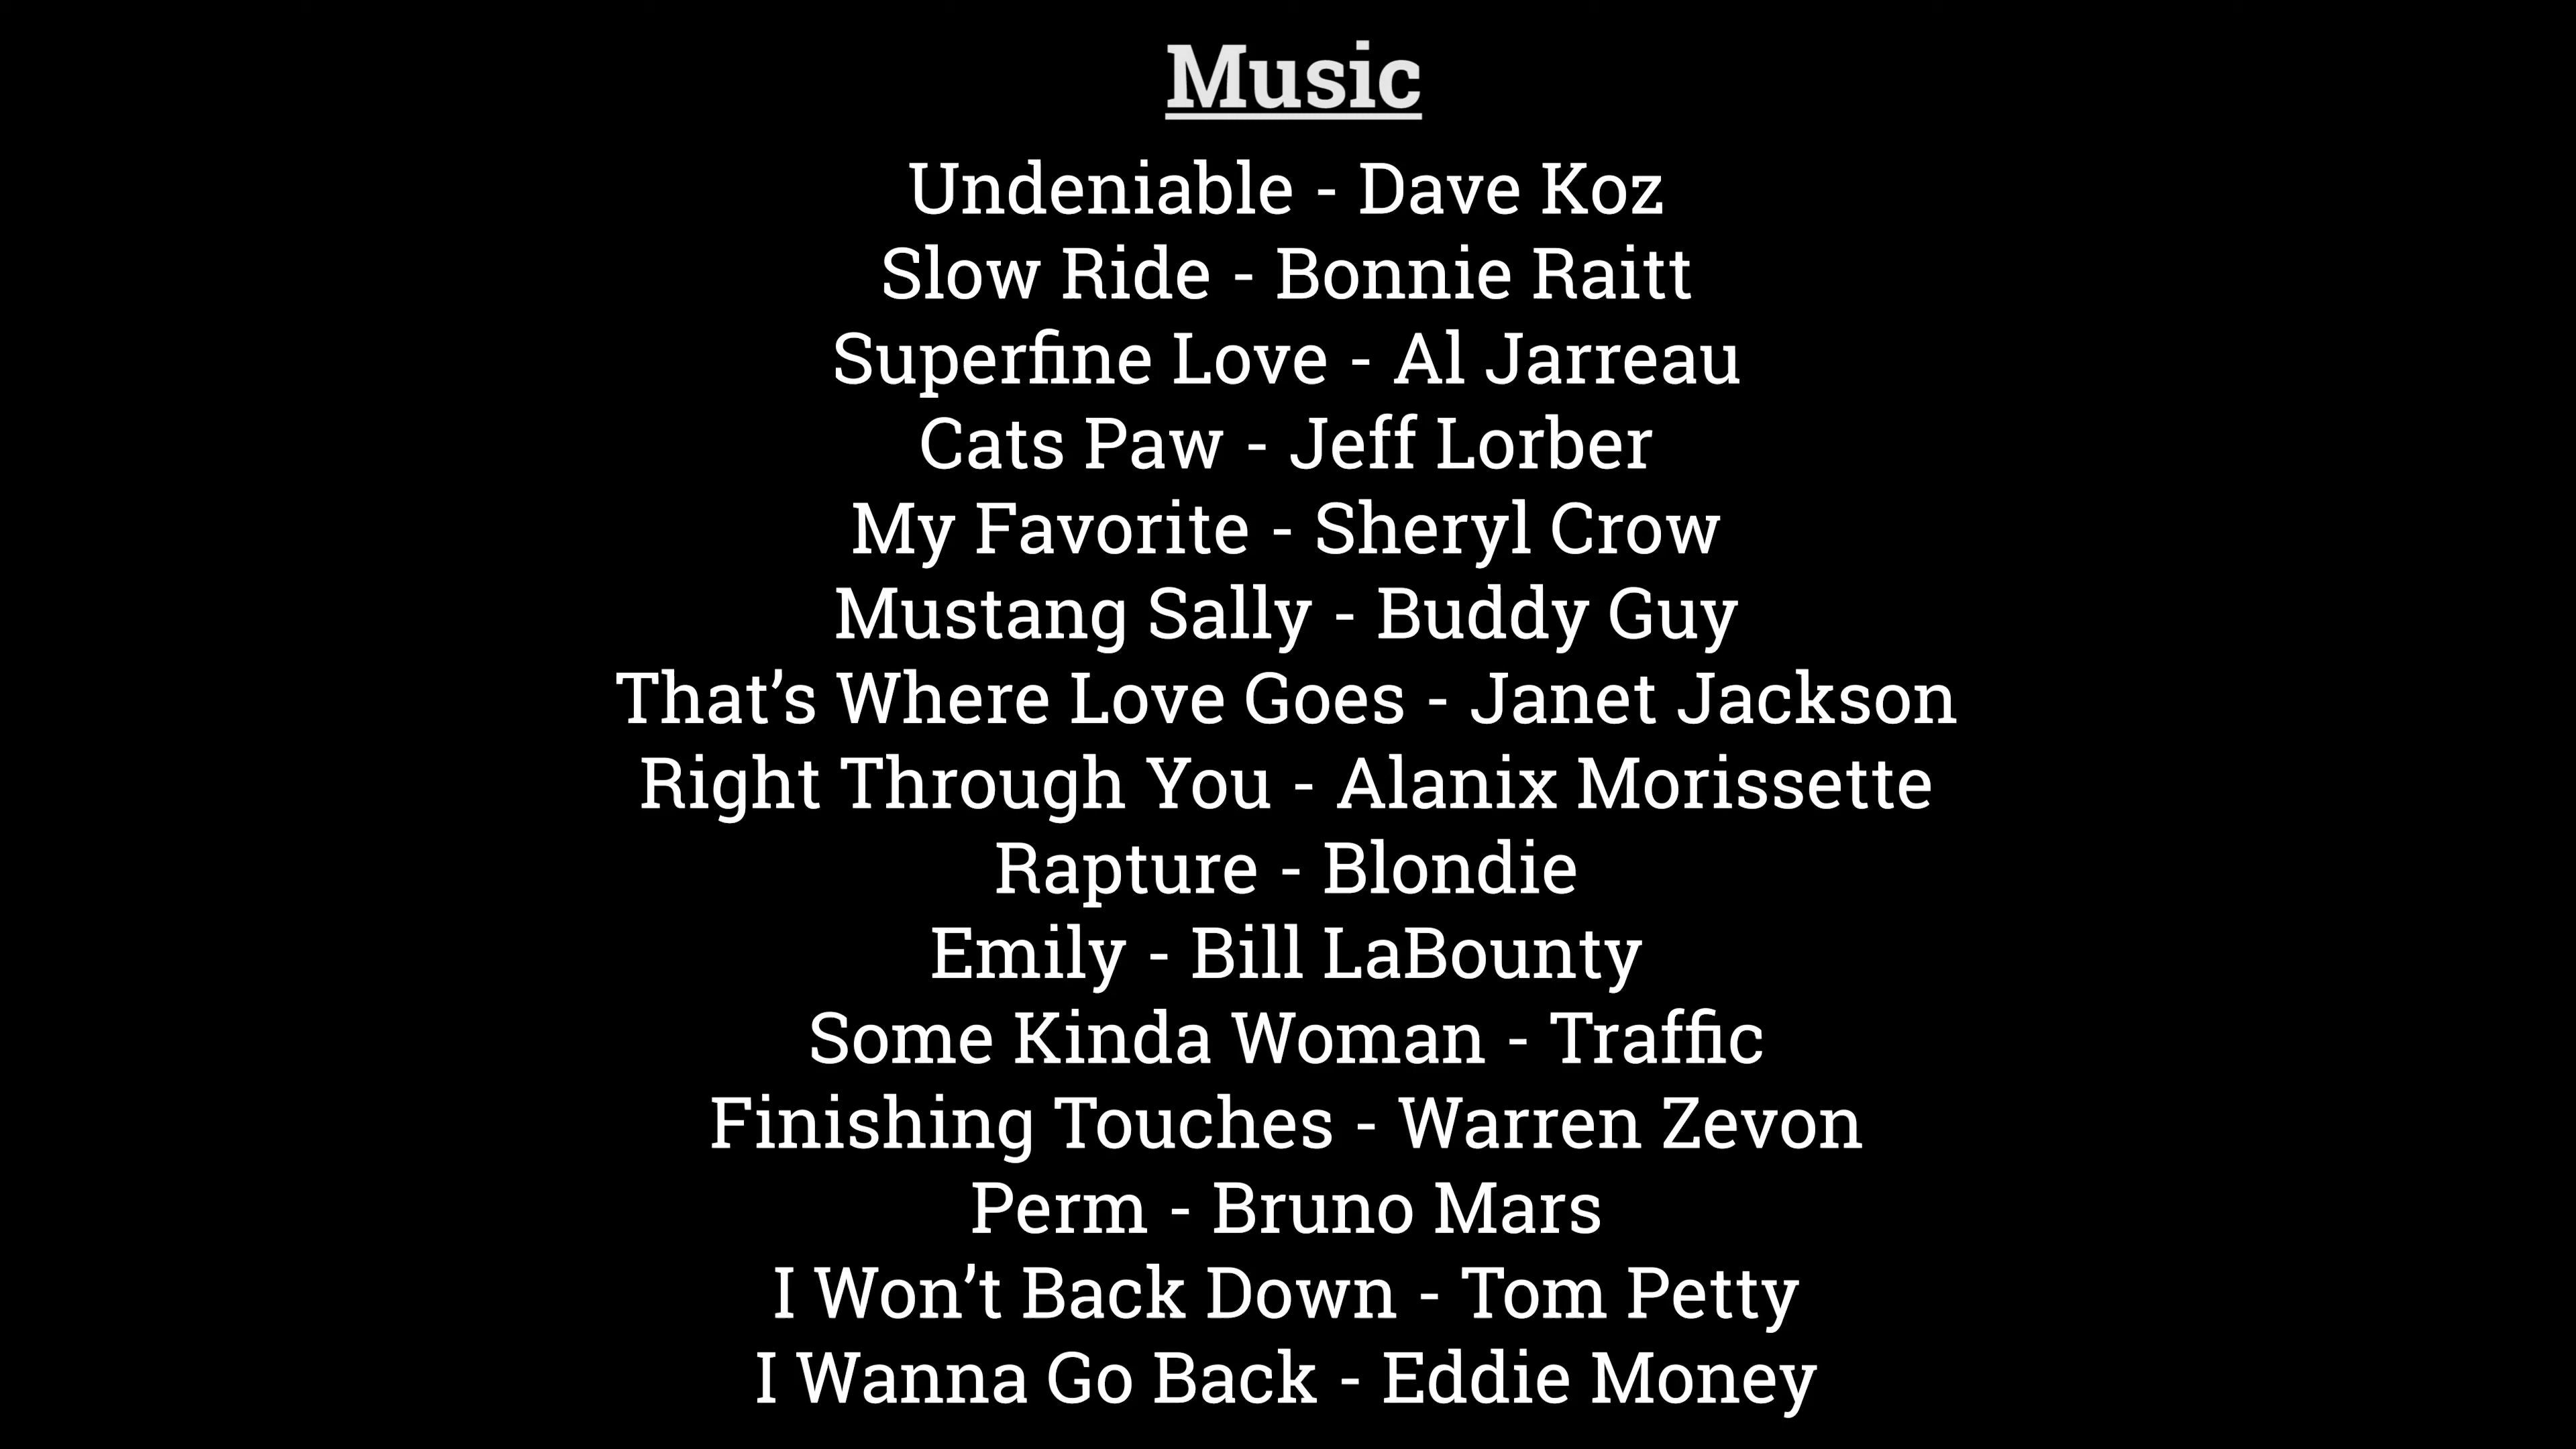 Music
Undeniable - Dave Koz
Slow Ride - Bonnie Raitt
Superfine Love - Al Jarreau
Cats Paw - Jeff Lorber
My Favorite - Sheryl Crow
Mustang Sally - Buddy Guy
That’s Where Love Goes - Janet Jackson
Right Through You - Alanix Morissette
Rapture - Blondie
Emily - Bill LaBounty
Some Kinda Woman - Traffic
Finishing Touches - Warren Zevon
Perm - Bruno Mars
I Won’t Back Down - Tom Petty
I Wanna Go Back - Eddie Money